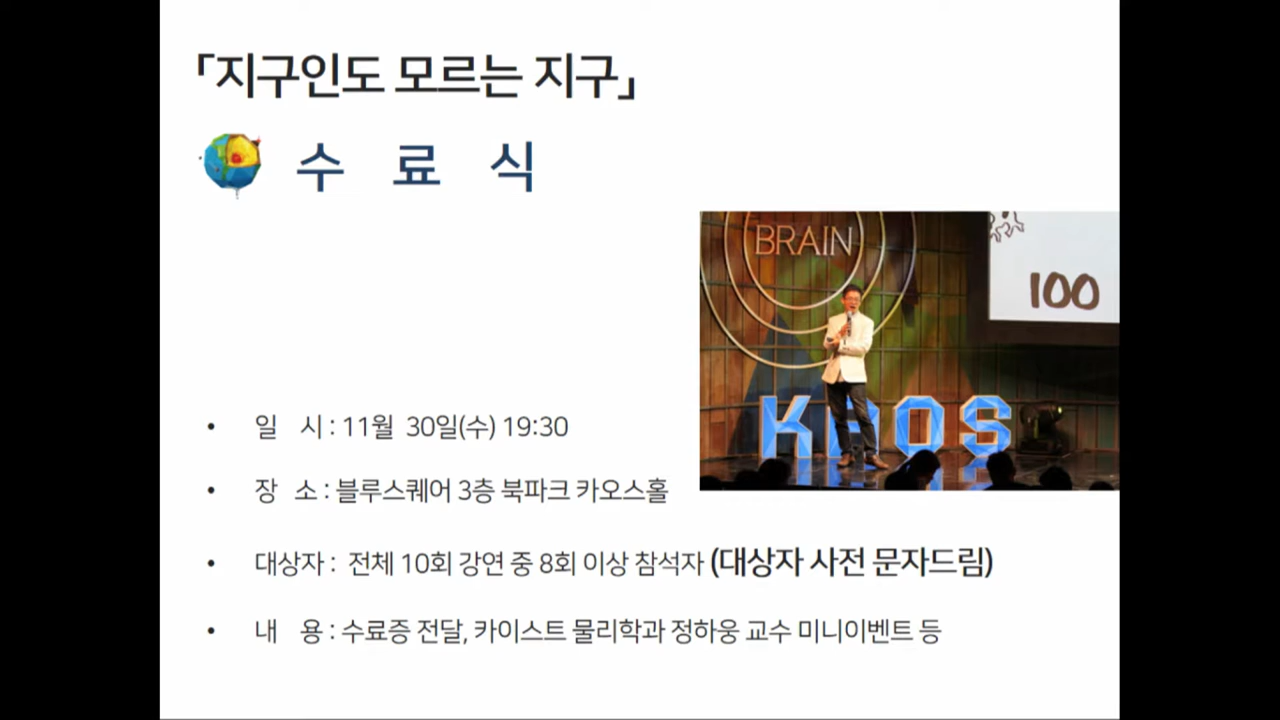 「지구인도 모르는 지구」
수 료 식
BRAIN
100
KAOS
• 일 시 : 11월 30일(수) 19:30
• 장 소 : 블루스퀘어 3층 북파크 카오스홀
• 대상자 : 전체 10회 강연 중 8회 이상 참석자 (대상자 사전 문자드림)
• 내 용 : 수료증 전달, 카이스트 물리학과 정하웅 교수 미니이벤트 등